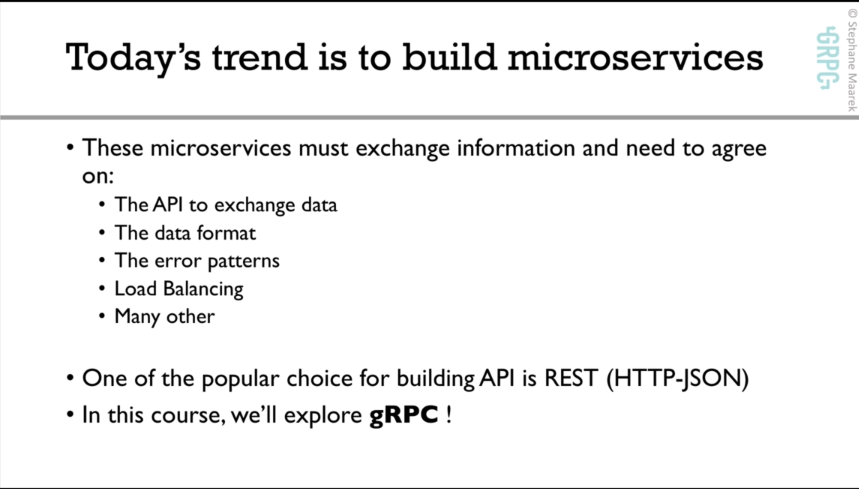 Today's trend is to build microservices
gRPC
© Stephane Maarek
• These microservices must exchange information and need to agree
on:
• The API to exchange data
• The data format
• The error patterns
• Load Balancing
• Many other
• One of the popular choice for building API is REST (HTTP-JSON)
• In this course, we'll explore gRPC !